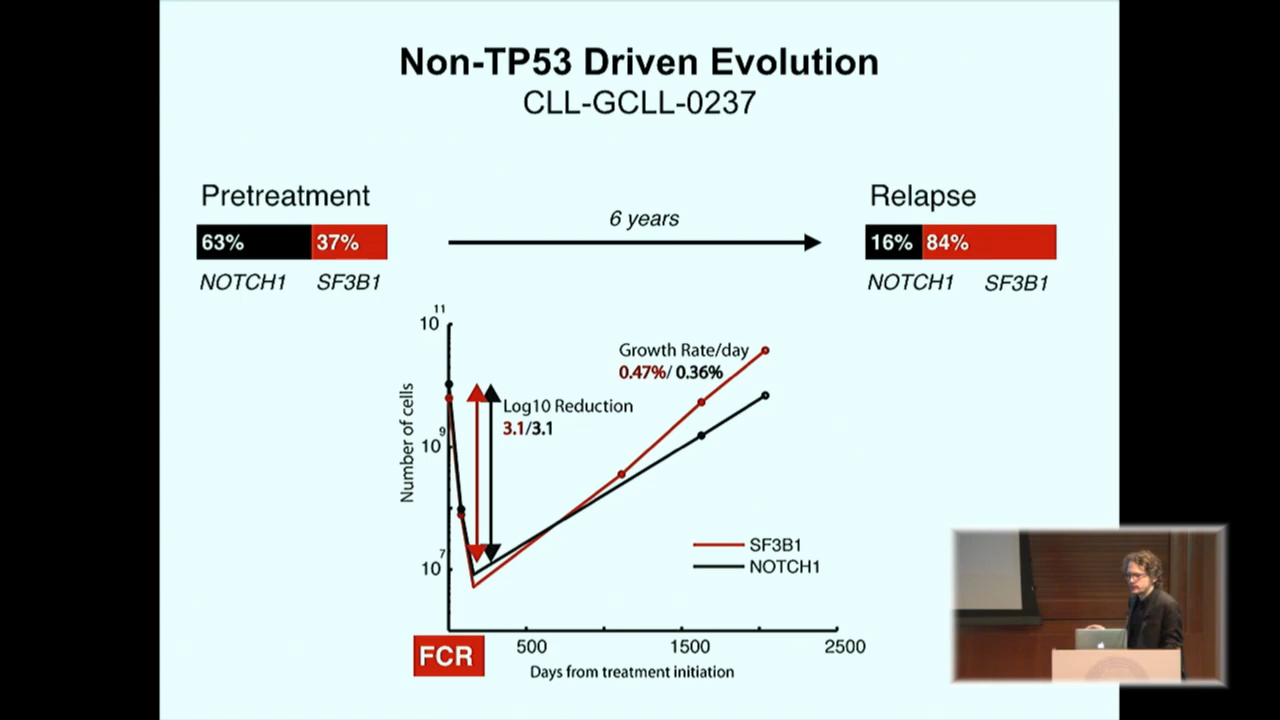 Non-TP53 Driven Evolution
CLL-GCLL-0237
Pretreatment
63% 37%
NOTCH1 SF3B1
6 years
Relapse
16% 84%
NOTCH1 SF3B1
10^11
10^9
10^7
Number of cells
Growth Rate/day
0.47%/ 0.36%
Log10 Reduction
3.1/3.1
SF3B1
NOTCH1
FCR
500 1500 2500
Days from treatment initiation